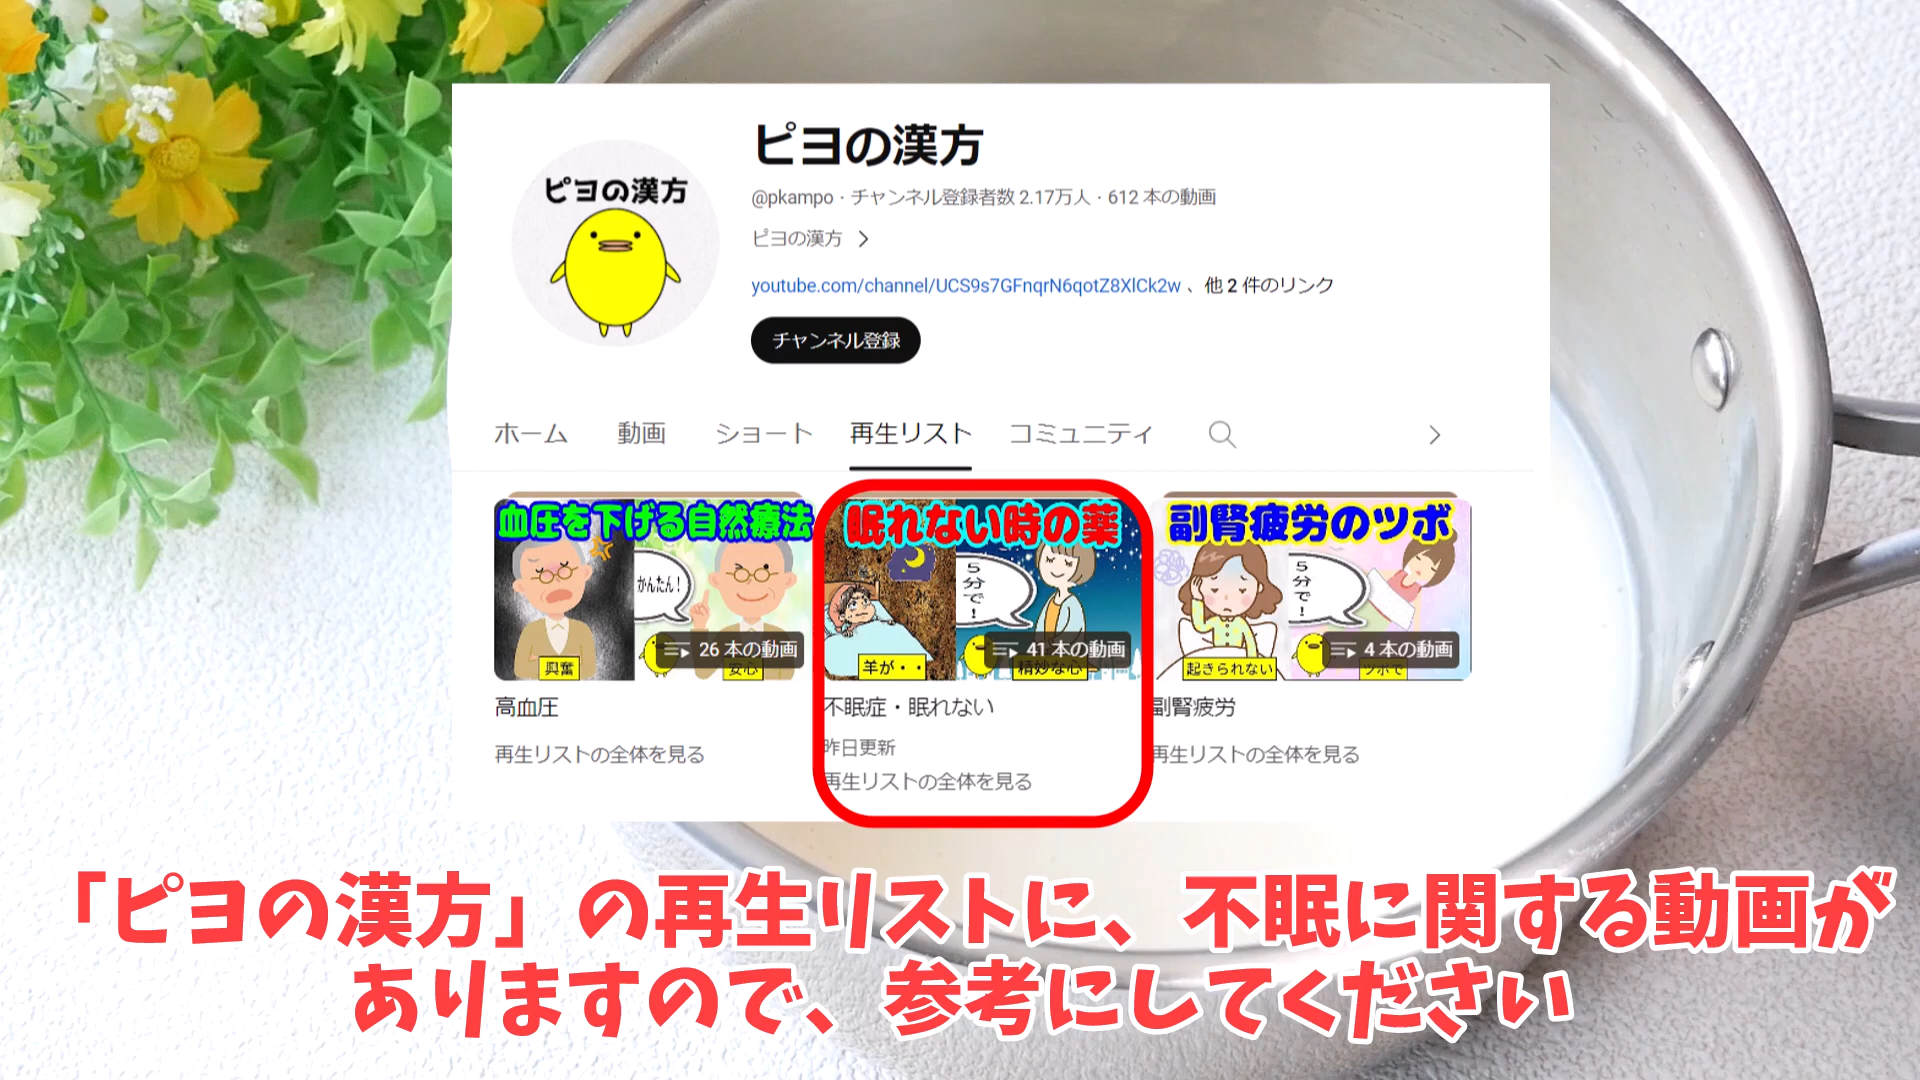 ピヨの漢方
ピヨの漢方
@pkampo · チャンネル登録者数 2.17万人 · 612 本の動画
ピヨの漢方 >
youtube.com/channel/UCS9s7GFnqrN6qotZ8XlCk2w 、他 2 件のリンク
チャンネル登録
ホーム 動画 ショート 再生リスト コミュニティ
血圧を下げる自然療法
かんたん!
興奮
安心
26 本の動画
高血圧
再生リストの全体を見る
眠れない時の薬
5分で!
羊が・・
精妙な心
41 本の動画
不眠症・眠れない
昨日更新
再生リストの全体を見る
副腎疲労のツボ
5分で!
起きられない
ツボで
4 本の動画
副腎疲労
再生リストの全体を見る
「ピヨの漢方」の再生リストに、不眠に関する動画が
ありますので、参考にしてください